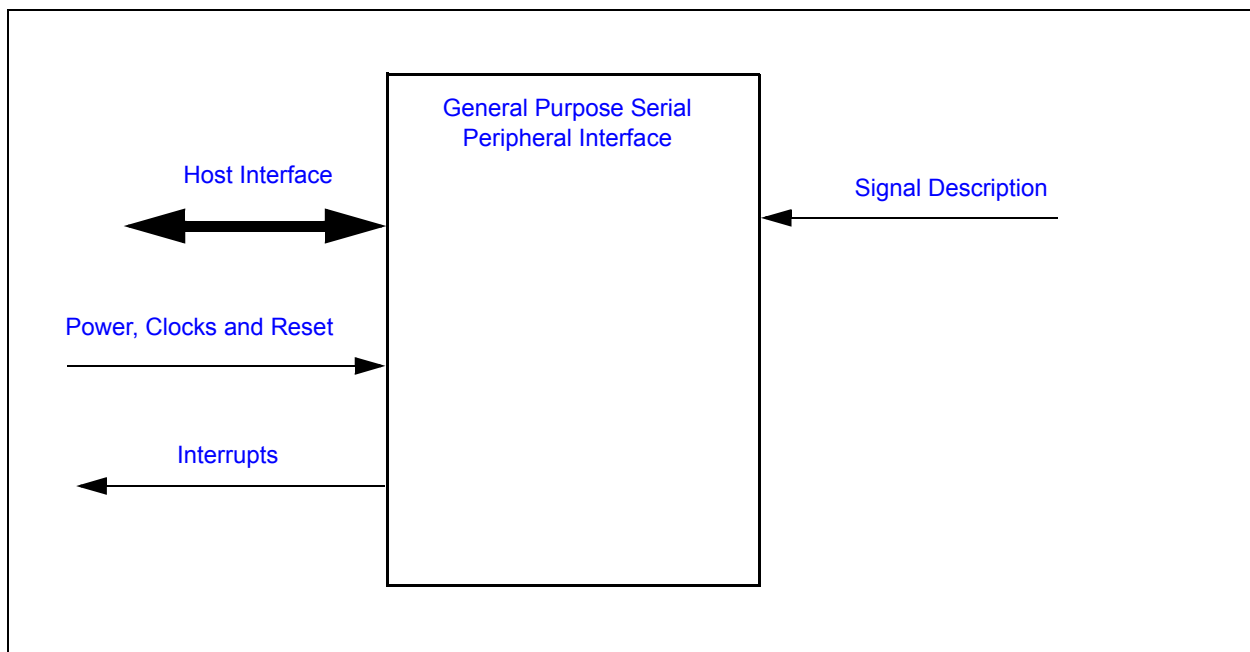 General Purpose Serial
Peripheral Interface
Host Interface
Signal Description
Power, Clocks and Reset
Interrupts